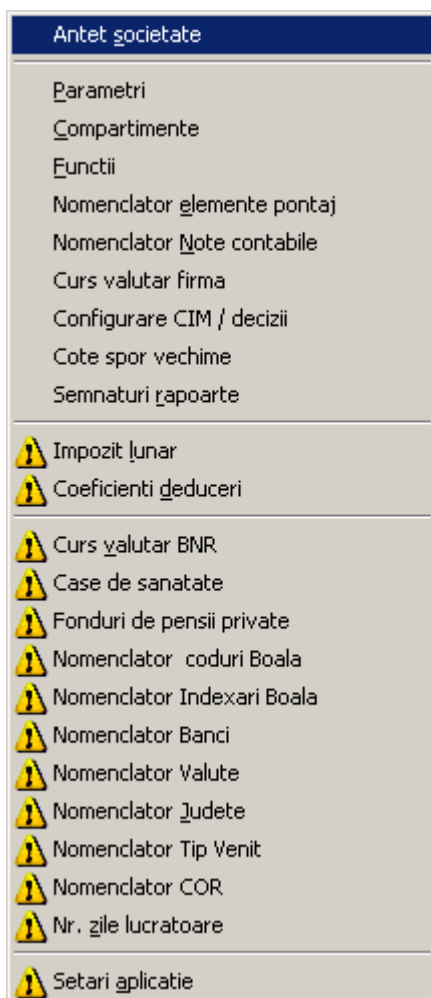 Antet societate
Parametri
Compartimente
Functii
Nomenclator elemente pontaj
Nomenclator Note contabile
Curs valutar firma
Configurare CIM / decizii
Cote spor vechime
Semnaturi rapoarte
Impozit lunar
Coeficienti deduceri
Curs valutar BNR
Case de sanatate
Fonduri de pensii private
Nomenclator  coduri Boala
Nomenclator Indexari Boala
Nomenclator Banci
Nomenclator Valute
Nomenclator Judete
Nomenclator Tip Venit
Nomenclator COR
Nr. zile lucratoare
Setari aplicatie